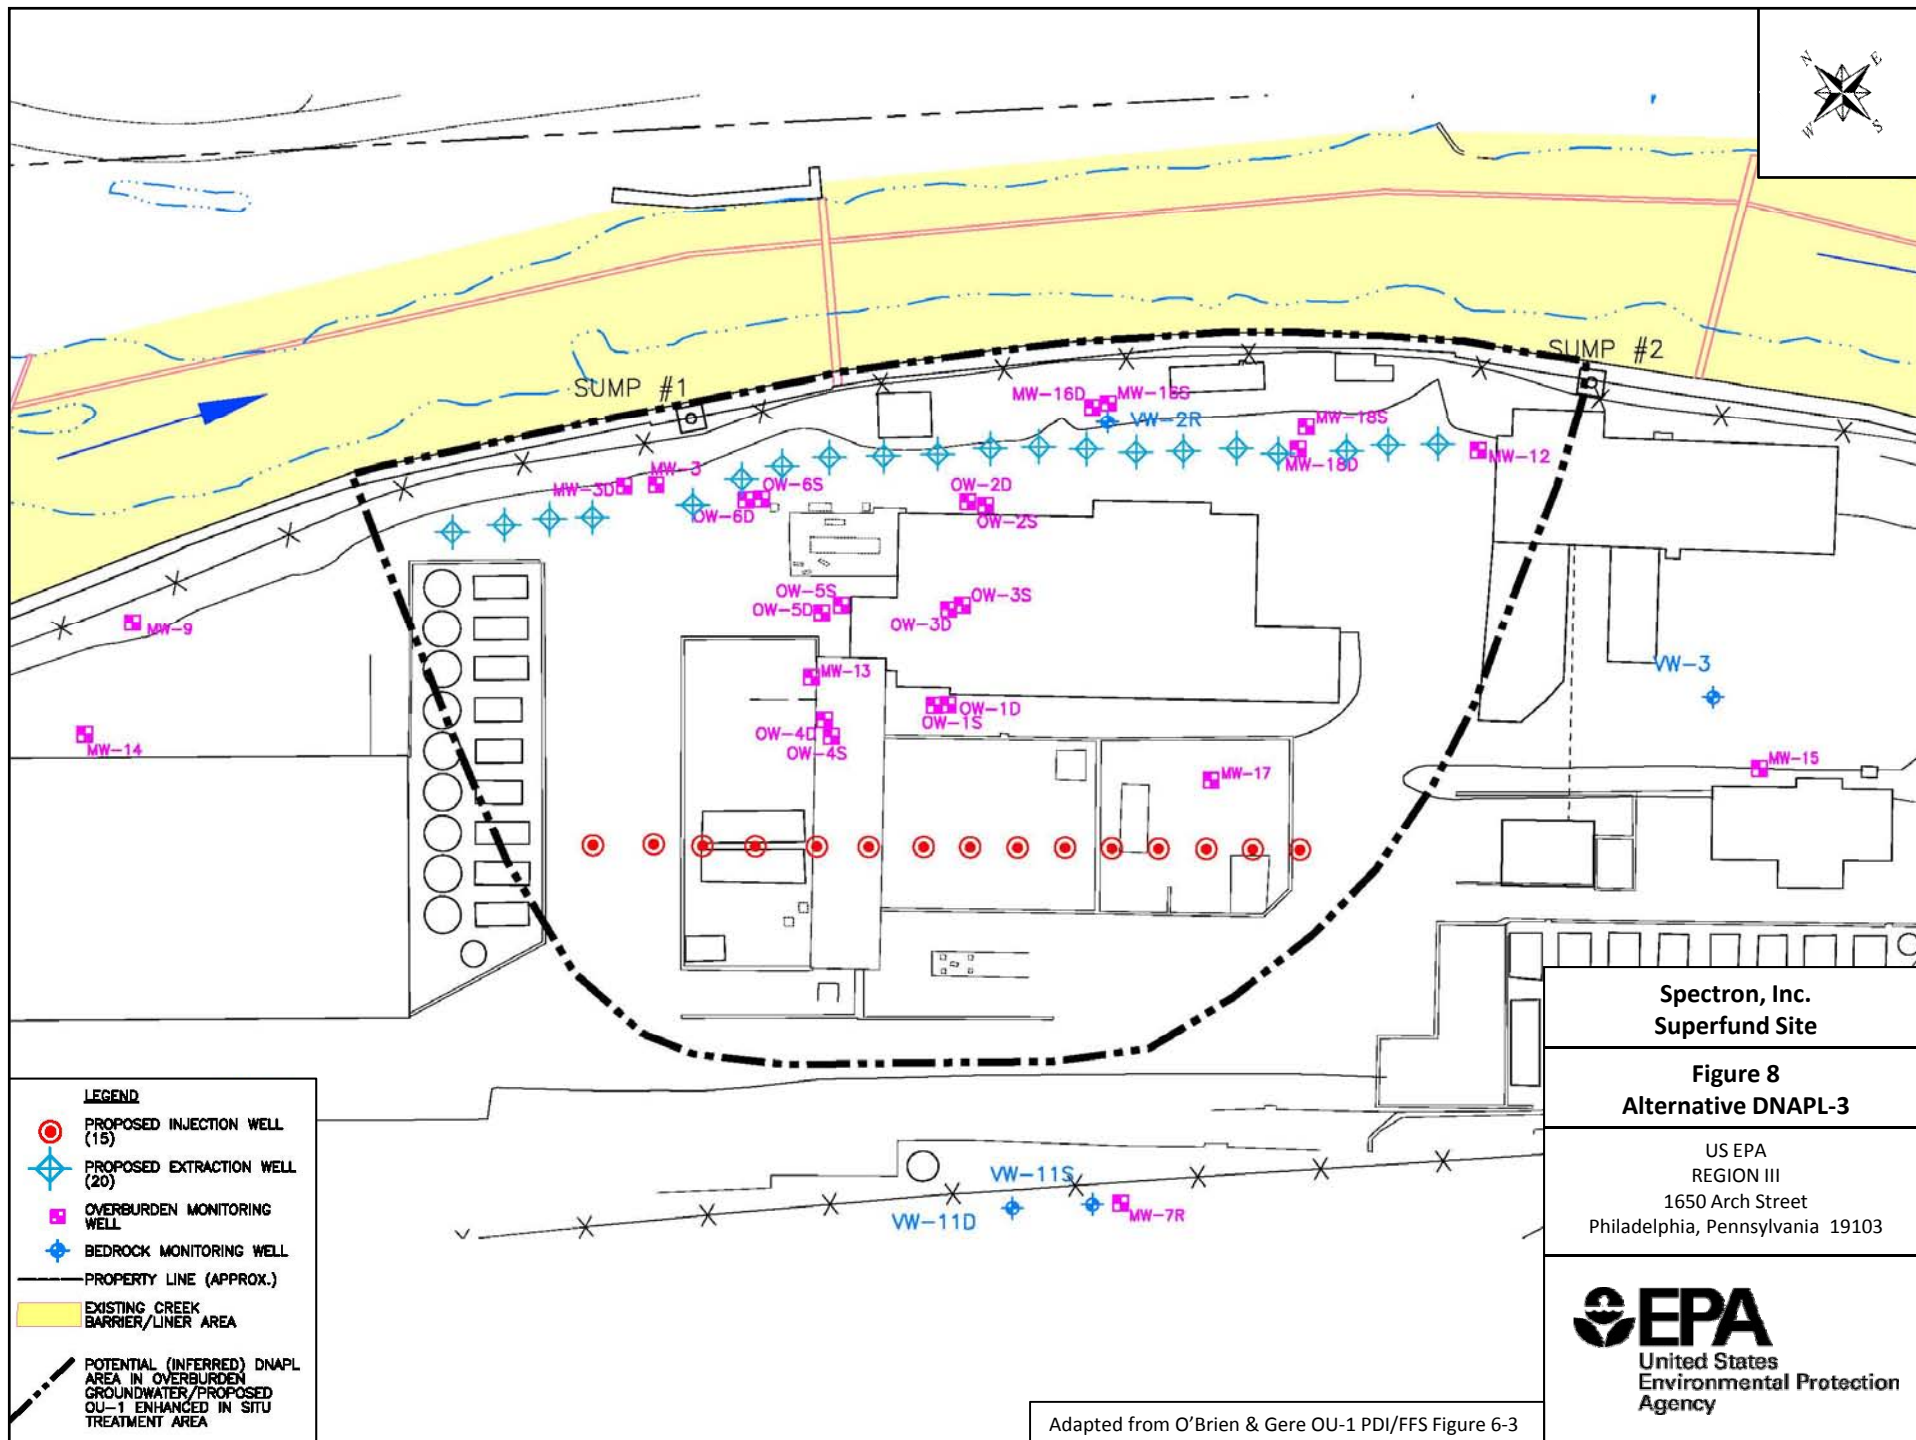 N
E
W
S
SUMP #2
SUMP #1
MW-16D
MW-16S
VW-2R
MW-18S
MW-18D
MW-12
MW-3
MW-3D
OW-6S
OW-6D
OW-2D
OW-2S
OW-5S
OW-5D
OW-3S
OW-3D
MW-9
VW-3
MW-13
OW-1D
OW-1S
OW-4D
OW-4S
MW-14
MW-17
MW-15
VW-11S
VW-11D
MW-7R
LEGEND
PROPOSED INJECTION WELL
(15)
PROPOSED EXTRACTION WELL
(20)
OVERBURDEN MONITORING
WELL
BEDROCK MONITORING WELL
PROPERTY LINE (APPROX.)
EXISTING CREEK
BARRIER/LINER AREA
POTENTIAL (INFERRED) DNAPL
AREA IN OVERBURDEN
GROUNDWATER/PROPOSED
OU-1 ENHANCED IN SITU
TREATMENT AREA
Spectron, Inc.
Superfund Site
Figure 8
Alternative DNAPL-3
US EPA
REGION III
1650 Arch Street
Philadelphia, Pennsylvania 19103
EPA
United States
Environmental Protection
Agency
Adapted from O'Brien & Gere OU-1 PDI/FFS Figure 6-3